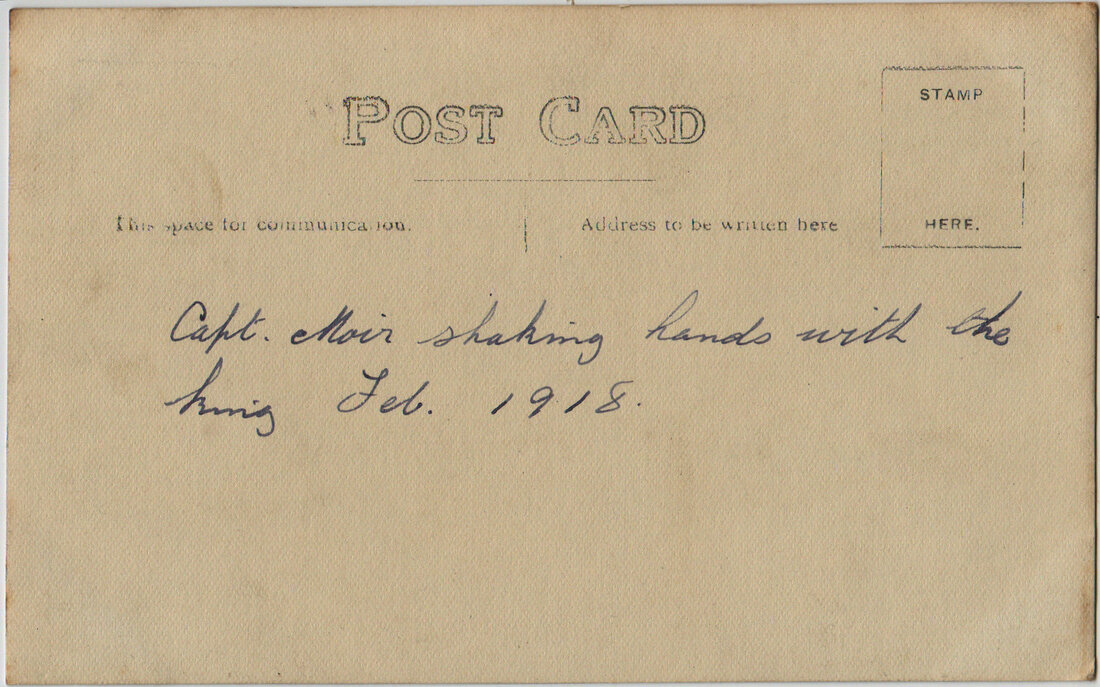 POST CARD
STAMP
HERE.
This space for communication.
Address to be written here
Capt. Moir shaking hands with the
king Feb. 1918.